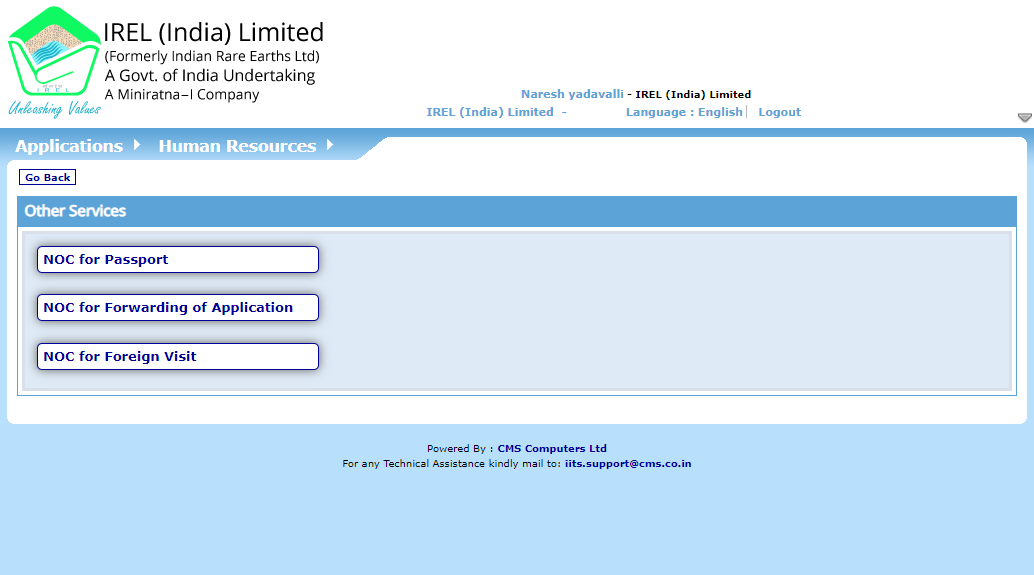 IREL (India) Limited
(Formerly Indian Rare Earths Ltd)
A Govt. of India Undertaking
A Miniratna–I Company
IREL
Unleashing Values
Naresh yadavalli - IREL (India) Limited
IREL (India) Limited - Language : English Logout
Applications Human Resources
Go Back
Other Services
NOC for Passport
NOC for Forwarding of Application
NOC for Foreign Visit
Powered By : CMS Computers Ltd
For any Technical Assistance kindly mail to: iits.support@cms.co.in